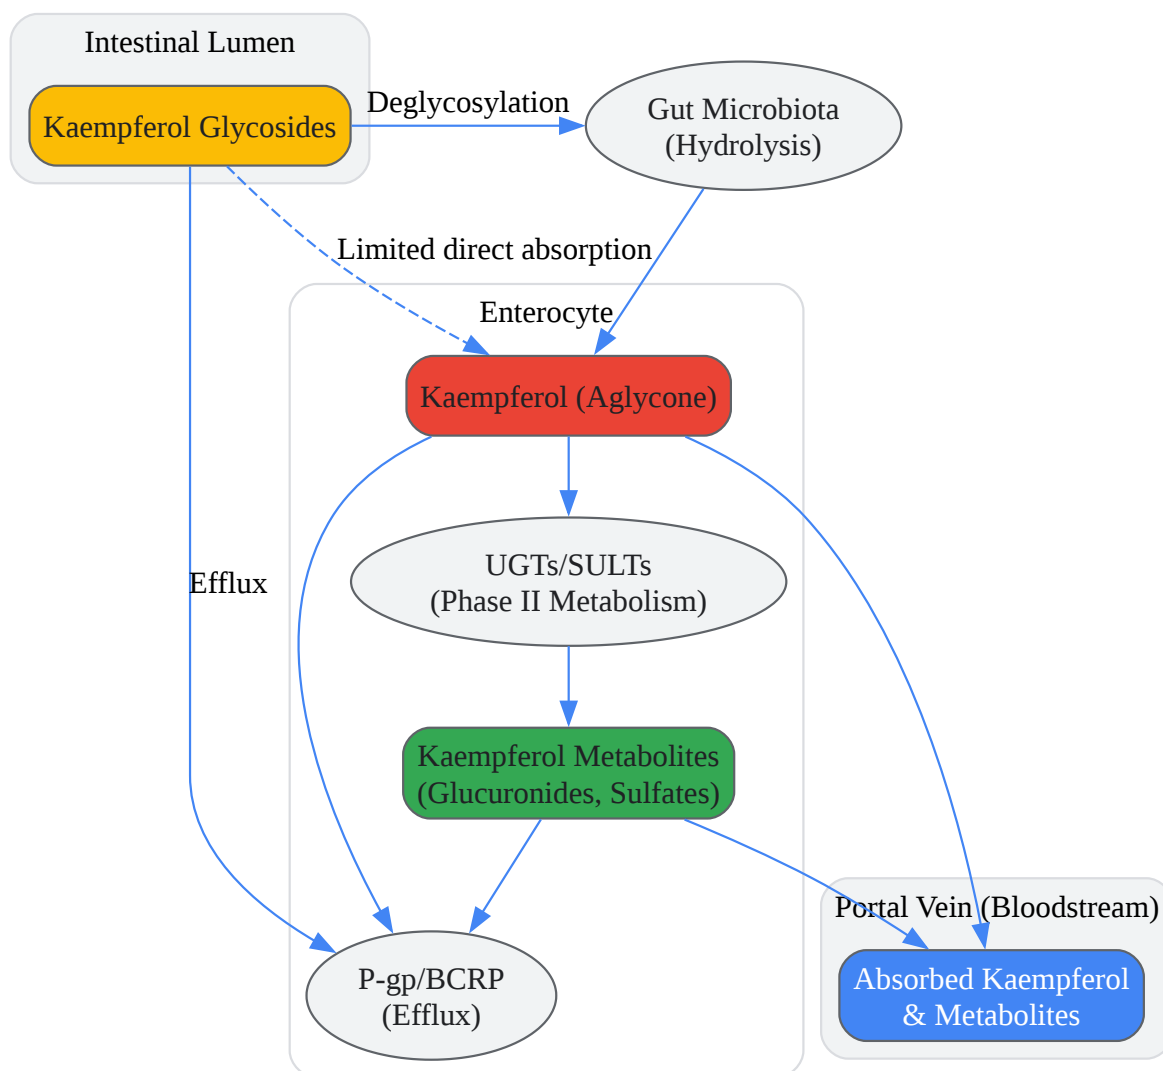 Intestinal Lumen
Kaempferol Glycosides
Deglycosylation
Gut Microbiota
(Hydrolysis)
Limited direct absorption
Enterocyte
Kaempferol (Aglycone)
UGTs/SULTs
(Phase II Metabolism)
Efflux
Kaempferol Metabolites
(Glucuronides, Sulfates)
Portal Vein (Bloodstream)
P-gp/BCRP
(Efflux)
Absorbed Kaempferol
& Metabolites